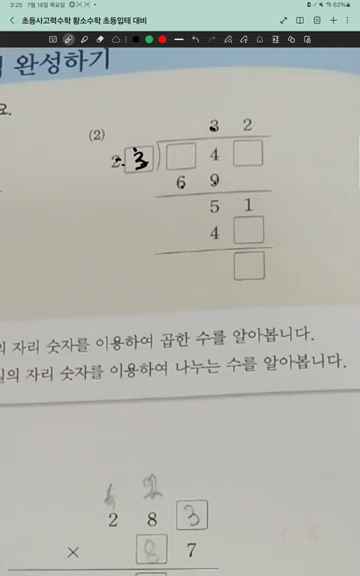 3:25 7월 18일 목요일
62%
초등사고력수학 황소수학 초등입테 대비
완성하기
요.
(2)
3 2
2 3 4
6 9
5 1
4
의 자리 숫자를 이용하여 곱한 수를 알아봅니다.
일의 자리 숫자를 이용하여 나누는 수를 알아봅니다.
2 8 3
× 8 7